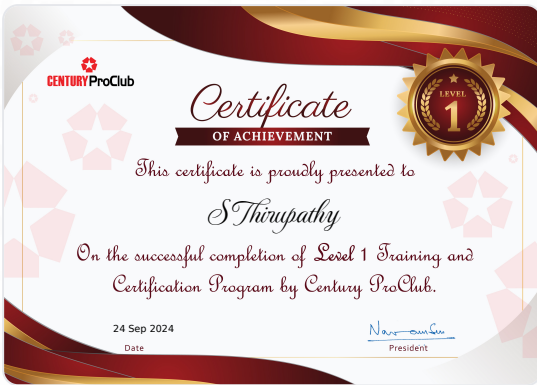 CENTURY ProClub
Certificate
OF ACHIEVEMENT
LEVEL
1
This certificate is proudly presented to
S Thirupathy
On the successful completion of Level 1 Training and
Certification Program by Century ProClub.
24 Sep 2024
Date
President